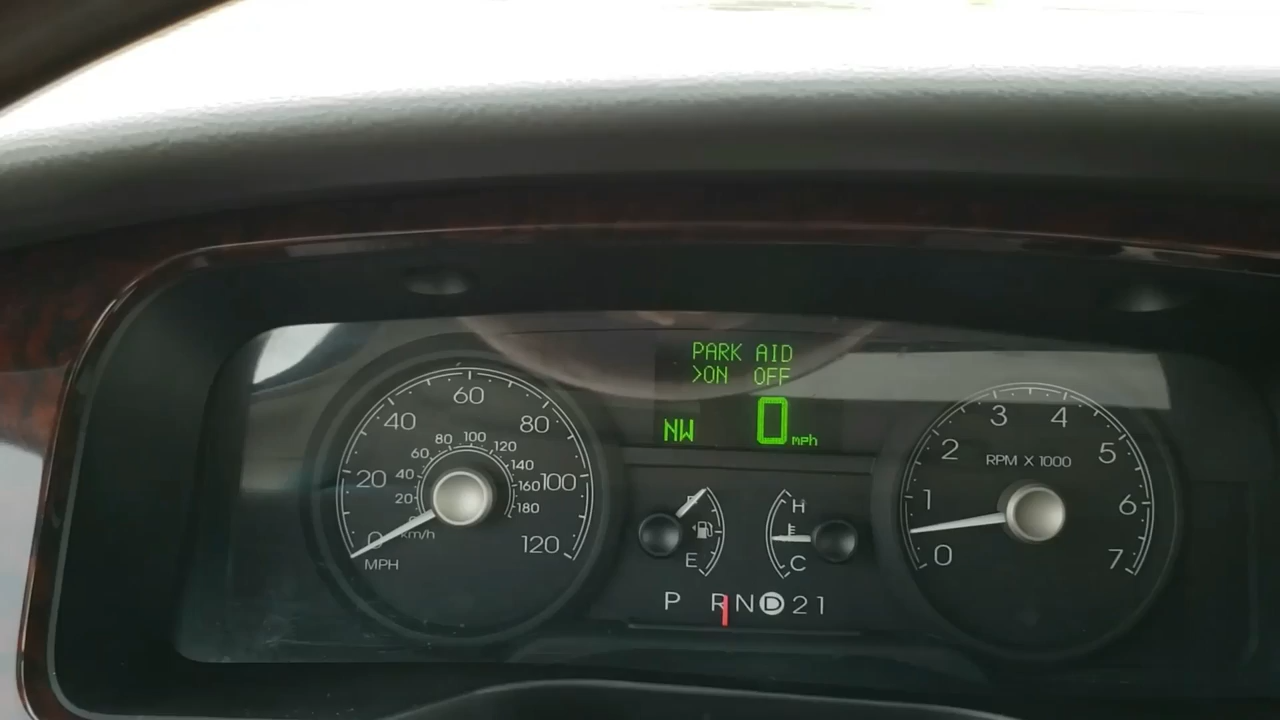 PARK AID
>ON OFF
NW 0 mph
0 20 40 60 80 100 120
MPH
20 40 60 80 100 120 140 160 180
km/h
E
H
C
P R N D 2 1
0 1 2 3 4 5 6 7
RPM X 1000